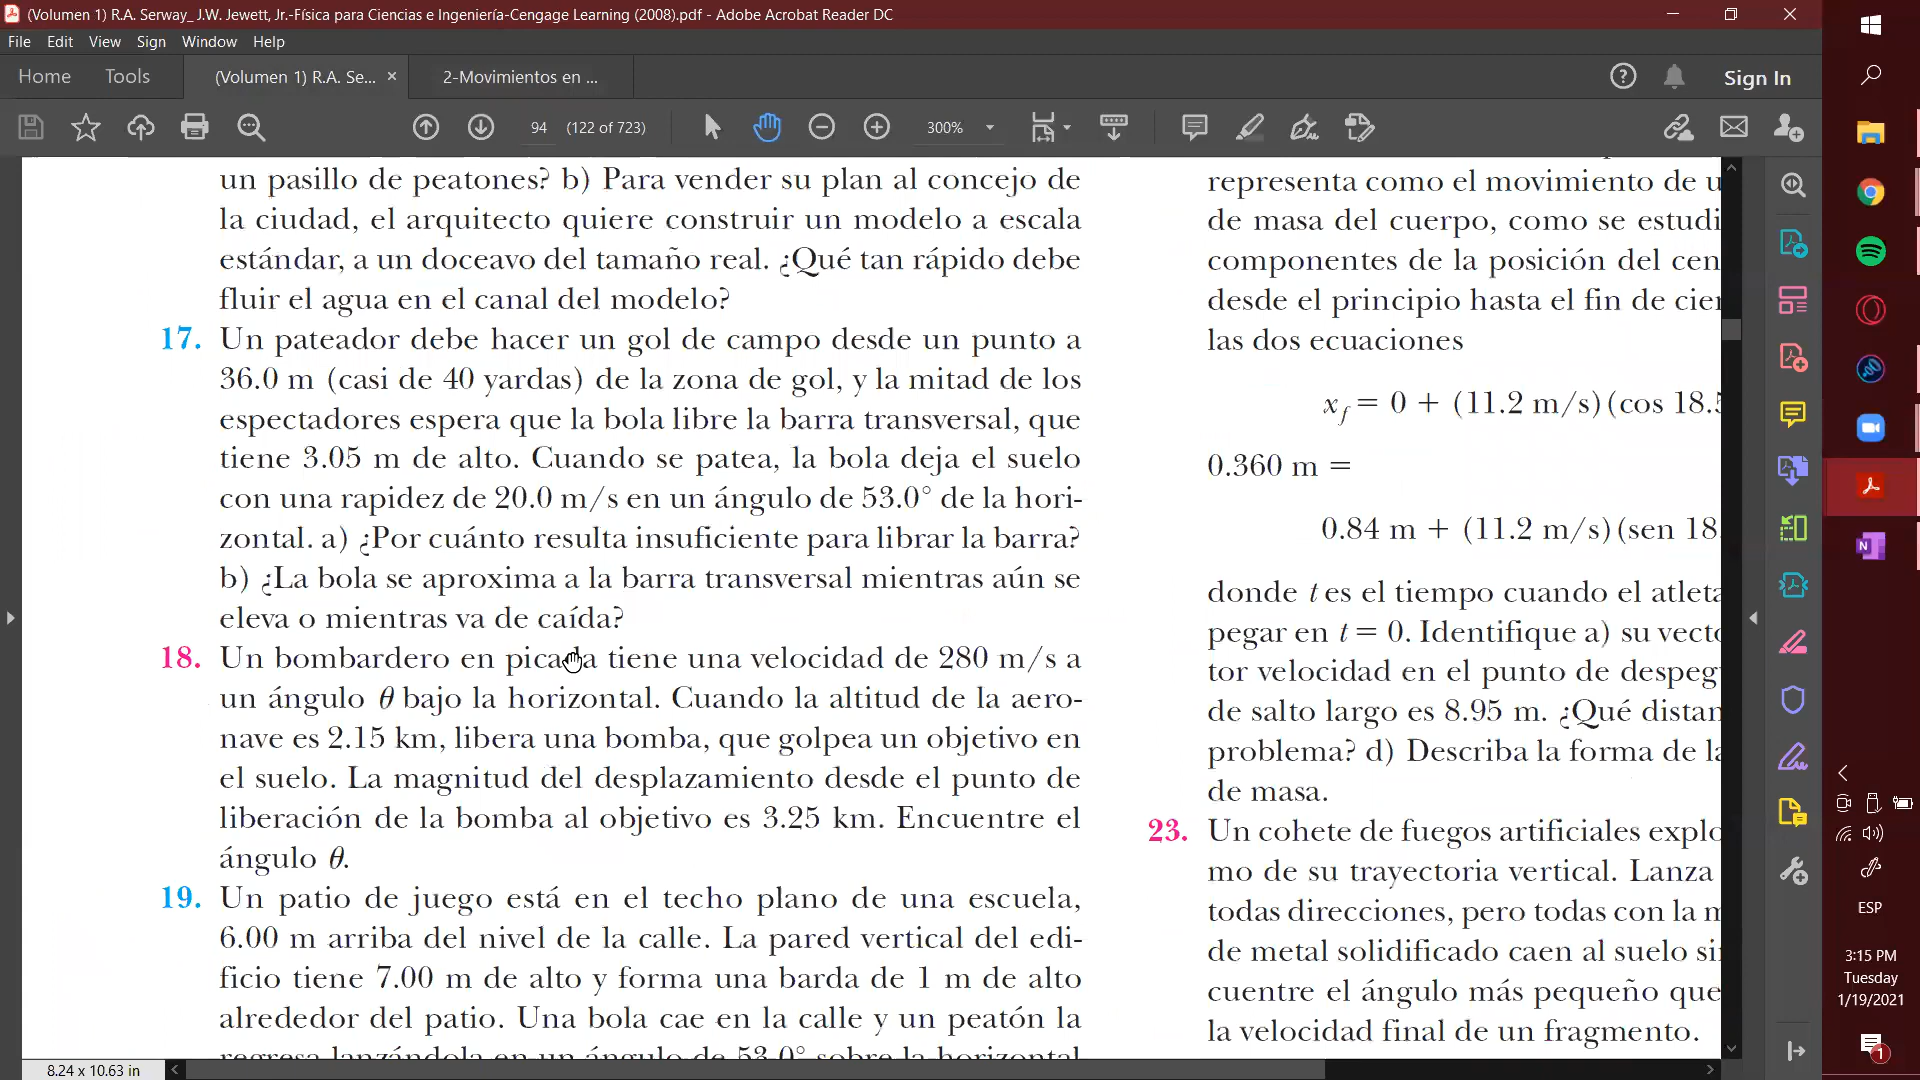 (Volumen 1) R.A. Serway_ J.W. Jewett, Jr.-Física para Ciencias e Ingeniería-Cengage Learning (2008).pdf - Adobe Acrobat Reader DC
File Edit View Sign Window Help
Home Tools (Volumen 1) R.A. Se... × 2-Movimientos en ... Sign In
94 (122 of 723) 300%
un pasillo de peatones? b) Para vender su plan al concejo de
la ciudad, el arquitecto quiere construir un modelo a escala
estándar, a un doceavo del tamaño real. ¿Qué tan rápido debe
fluir el agua en el canal del modelo?
17. Un pateador debe hacer un gol de campo desde un punto a
36.0 m (casi de 40 yardas) de la zona de gol, y la mitad de los
espectadores espera que la bola libre la barra transversal, que
tiene 3.05 m de alto. Cuando se patea, la bola deja el suelo
con una rapidez de 20.0 m/s en un ángulo de 53.0° de la hori-
zontal. a) ¿Por cuánto resulta insuficiente para librar la barra?
b) ¿La bola se aproxima a la barra transversal mientras aún se
eleva o mientras va de caída?
18. Un bombardero en picada tiene una velocidad de 280 m/s a
un ángulo θ bajo la horizontal. Cuando la altitud de la aero-
nave es 2.15 km, libera una bomba, que golpea un objetivo en
el suelo. La magnitud del desplazamiento desde el punto de
liberación de la bomba al objetivo es 3.25 km. Encuentre el
ángulo θ.
19. Un patio de juego está en el techo plano de una escuela,
6.00 m arriba del nivel de la calle. La pared vertical del edi-
ficio tiene 7.00 m de alto y forma una barda de 1 m de alto
alrededor del patio. Una bola cae en la calle y un peatón la
regresa lanzándola en un ángulo de 53.0° sobre la horizontal
representa como el movimiento de u
de masa del cuerpo, como se estudi
componentes de la posición del cen
desde el principio hasta el fin de cier
las dos ecuaciones
x_f = 0 + (11.2 m/s)(cos 18.5
0.360 m =
0.84 m + (11.2 m/s)(sen 18.
donde t es el tiempo cuando el atleta
pegar en t = 0. Identifique a) su vecto
tor velocidad en el punto de despeg
de salto largo es 8.95 m. ¿Qué distan
problema? d) Describa la forma de la
de masa.
23. Un cohete de fuegos artificiales explo
mo de su trayectoria vertical. Lanza
todas direcciones, pero todas con la m
de metal solidificado caen al suelo sin
cuentre el ángulo más pequeño que
la velocidad final de un fragmento.
8.24 x 10.63 in
ESP
3:15 PM
Tuesday
1/19/2021
1